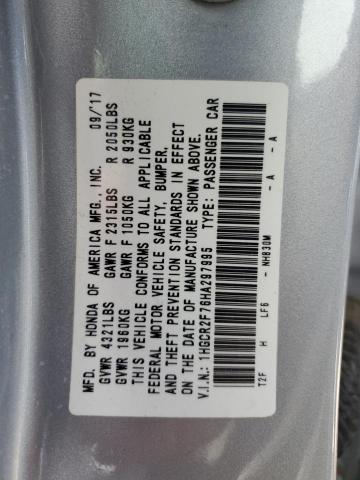 MFD. BY HONDA OF AMERICA MFG., INC. 09/'17
GVWR 4321LBS GAWR F 2315LBS R 2050LBS
GVWR 1960KG GAWR F 1050KG R 930KG
THIS VEHICLE CONFORMS TO ALL APPLICABLE
FEDERAL MOTOR VEHICLE SAFETY, BUMPER,
AND THEFT PREVENTION STANDARDS IN EFFECT
ON THE DATE OF MANUFACTURE SHOWN ABOVE.
V.I.N.: 1HGCR2F76HA297995 TYPE: PASSENGER CAR
T2F H LF6 - NH830M - A - A